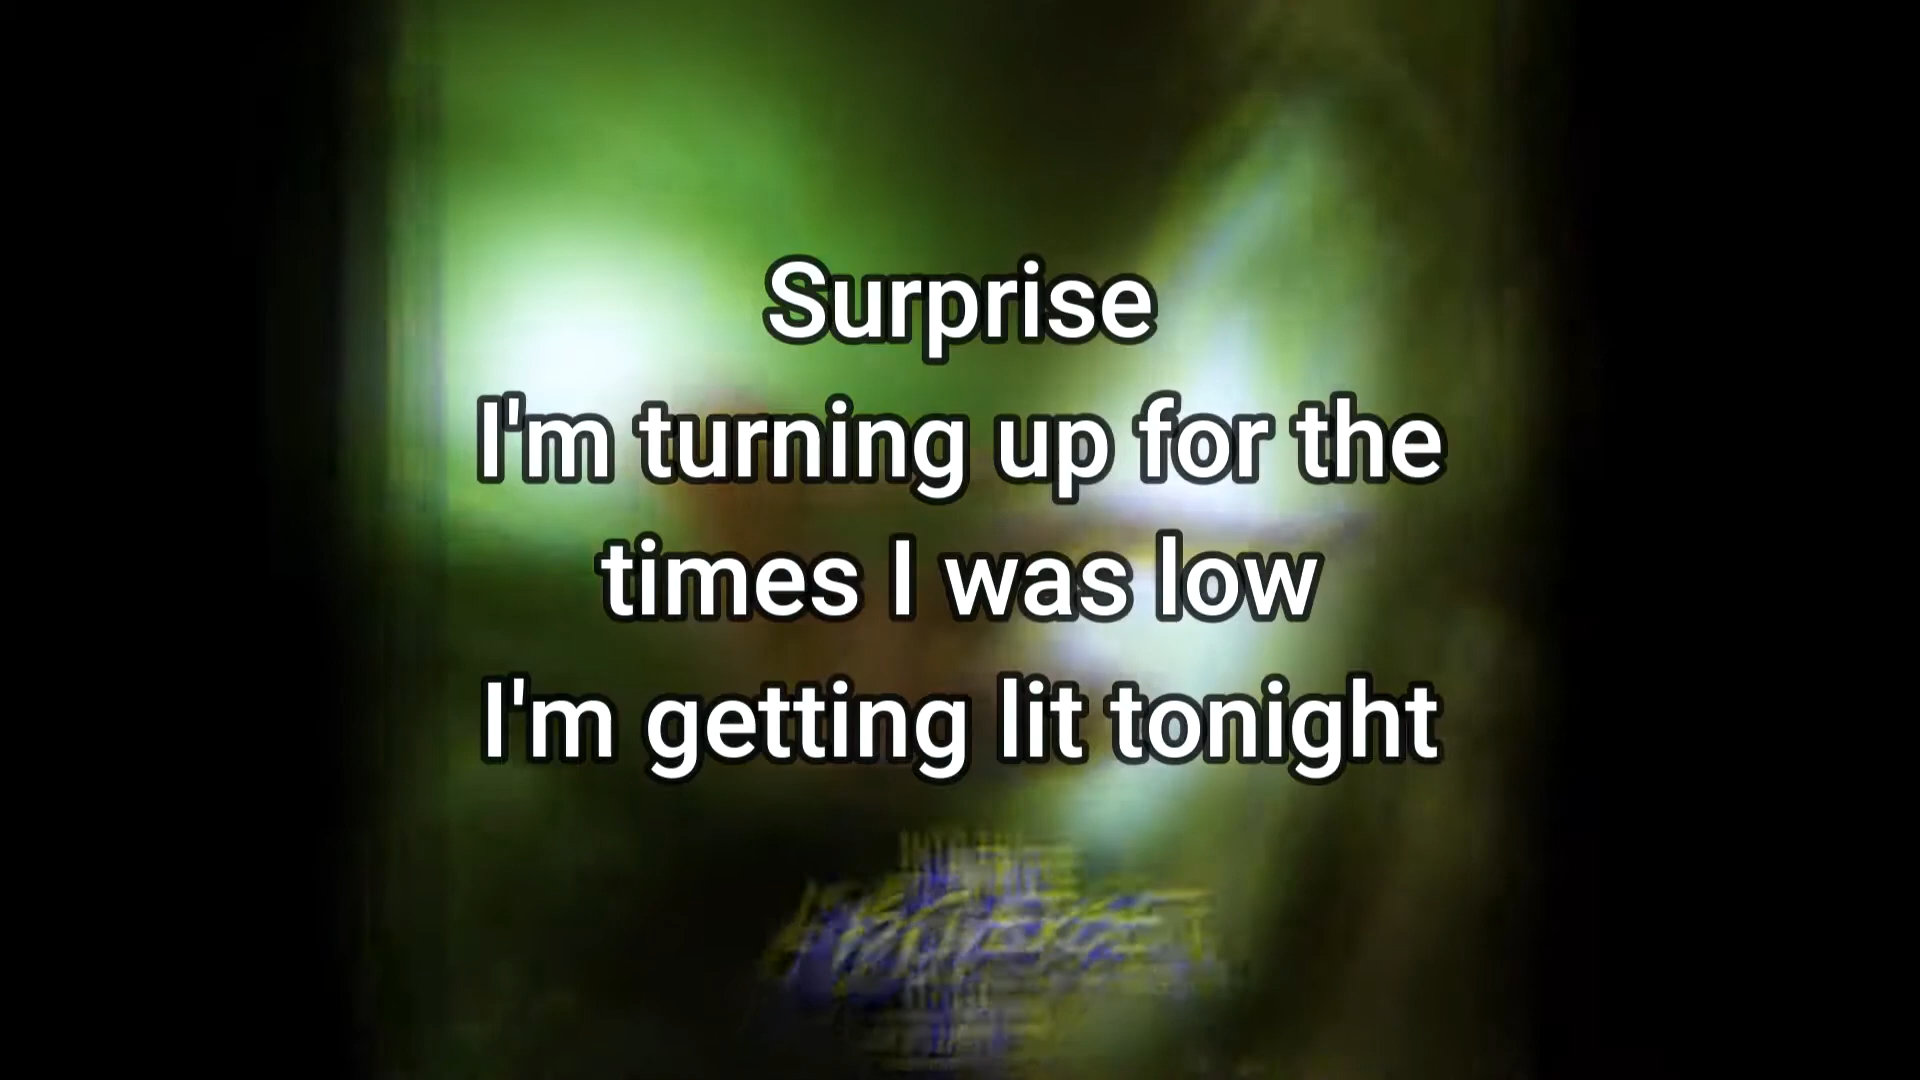 Surprise
I'm turning up for the
times I was low
I'm getting lit tonight